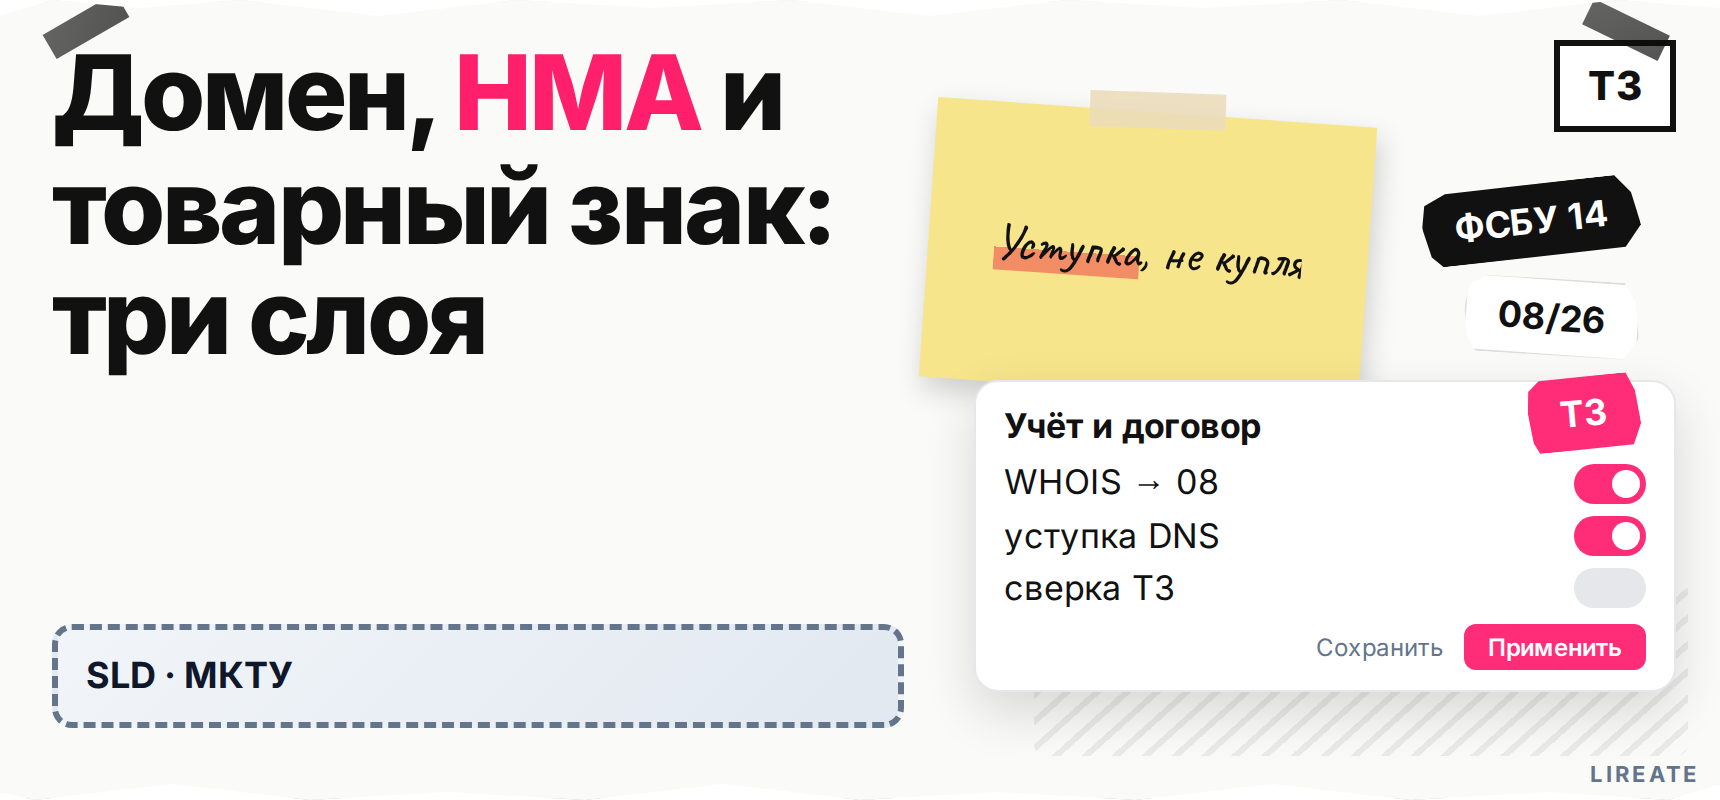 Домен, НМА и
товарный знак:
три слоя
ТЗ
Уступка, не купля
ФСБУ 14
08/26
ТЗ
Учёт и договор
WHOIS → 08
уступка DNS
сверка ТЗ
Сохранить
Применить
SLD · МКТУ
LIREATE